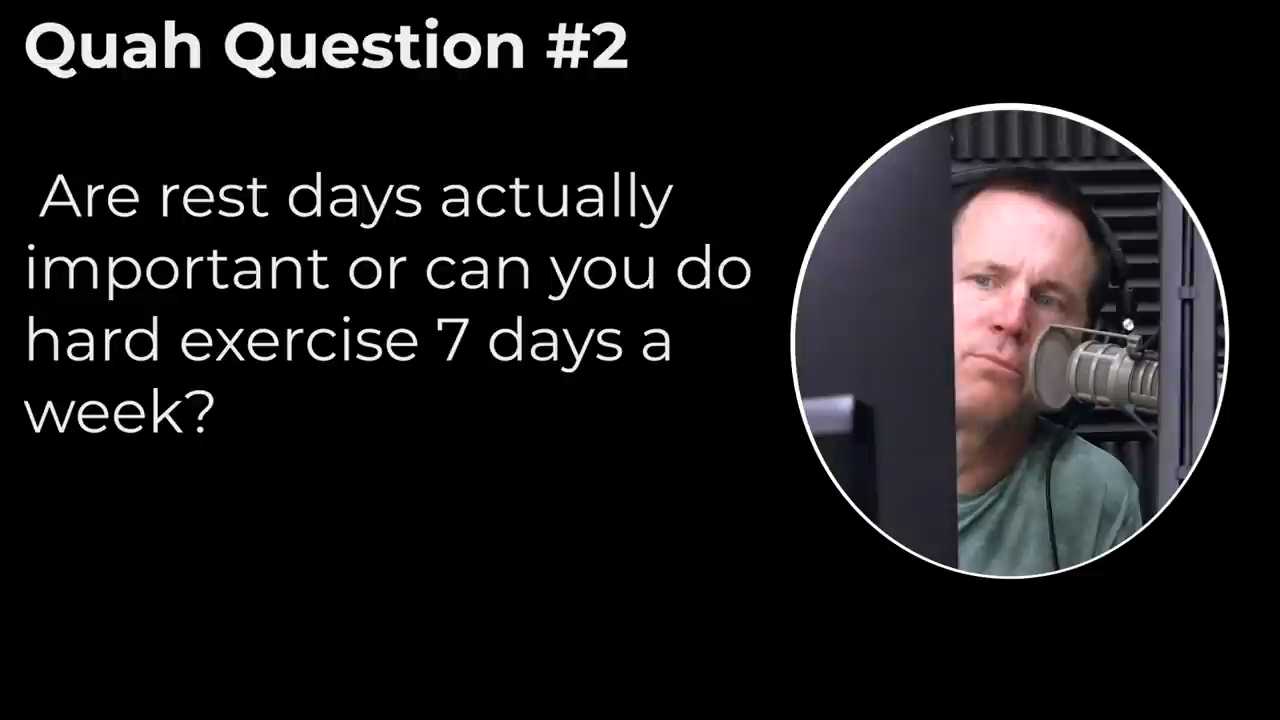 Quah Question #2
Are rest days actually
important or can you do
hard exercise 7 days a
week?